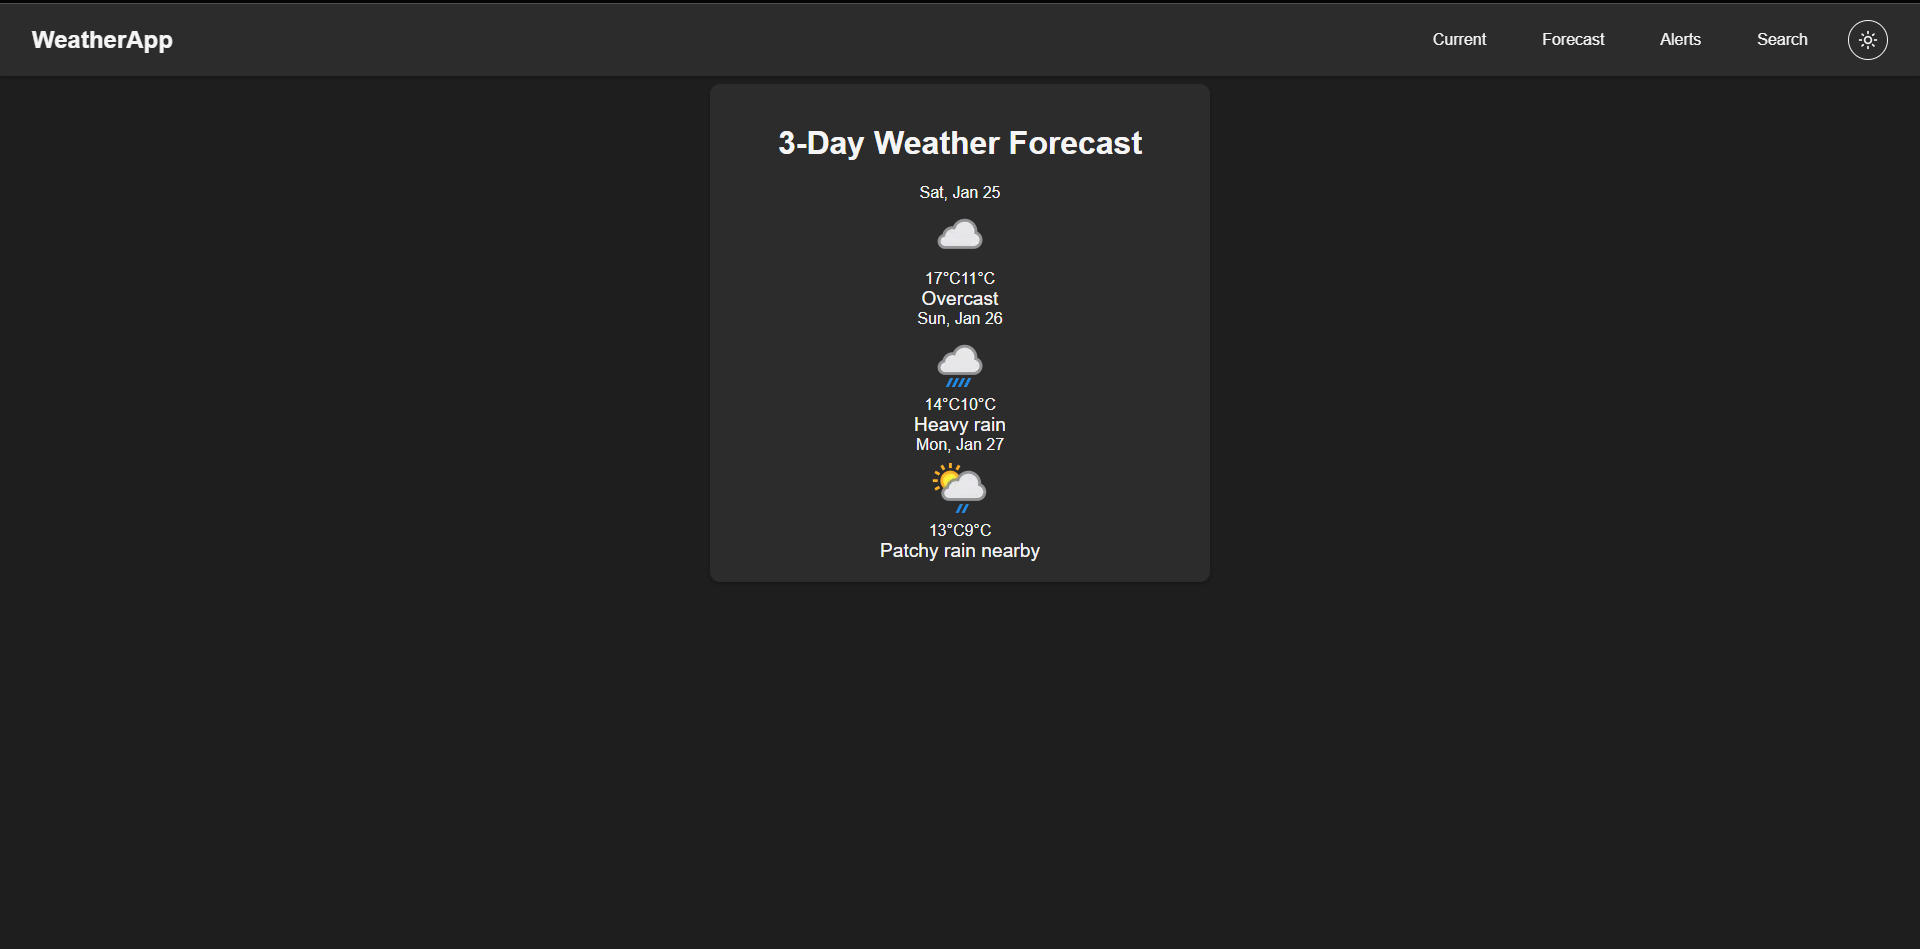 WeatherApp
Current Forecast Alerts Search
3-Day Weather Forecast
Sat, Jan 25
17°C11°C
Overcast
Sun, Jan 26
14°C10°C
Heavy rain
Mon, Jan 27
13°C9°C
Patchy rain nearby